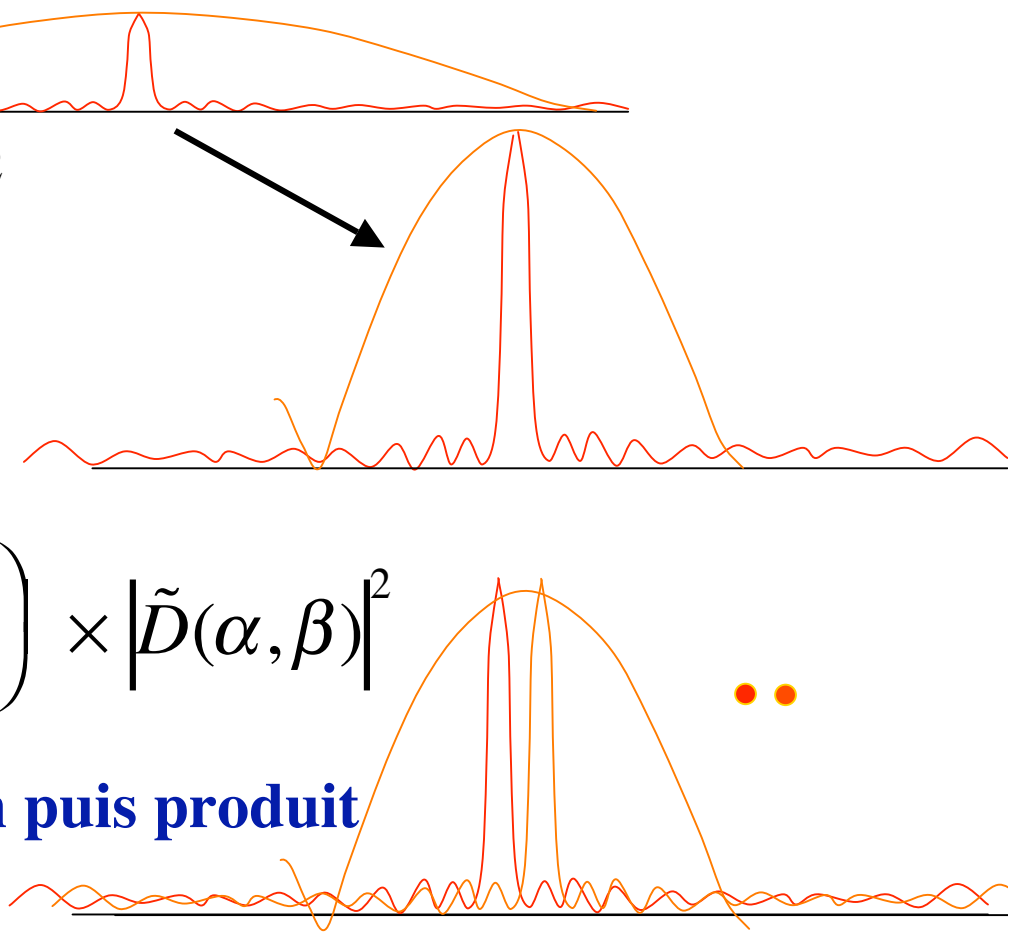 ) × |D̃(α, β)|²
puis produit